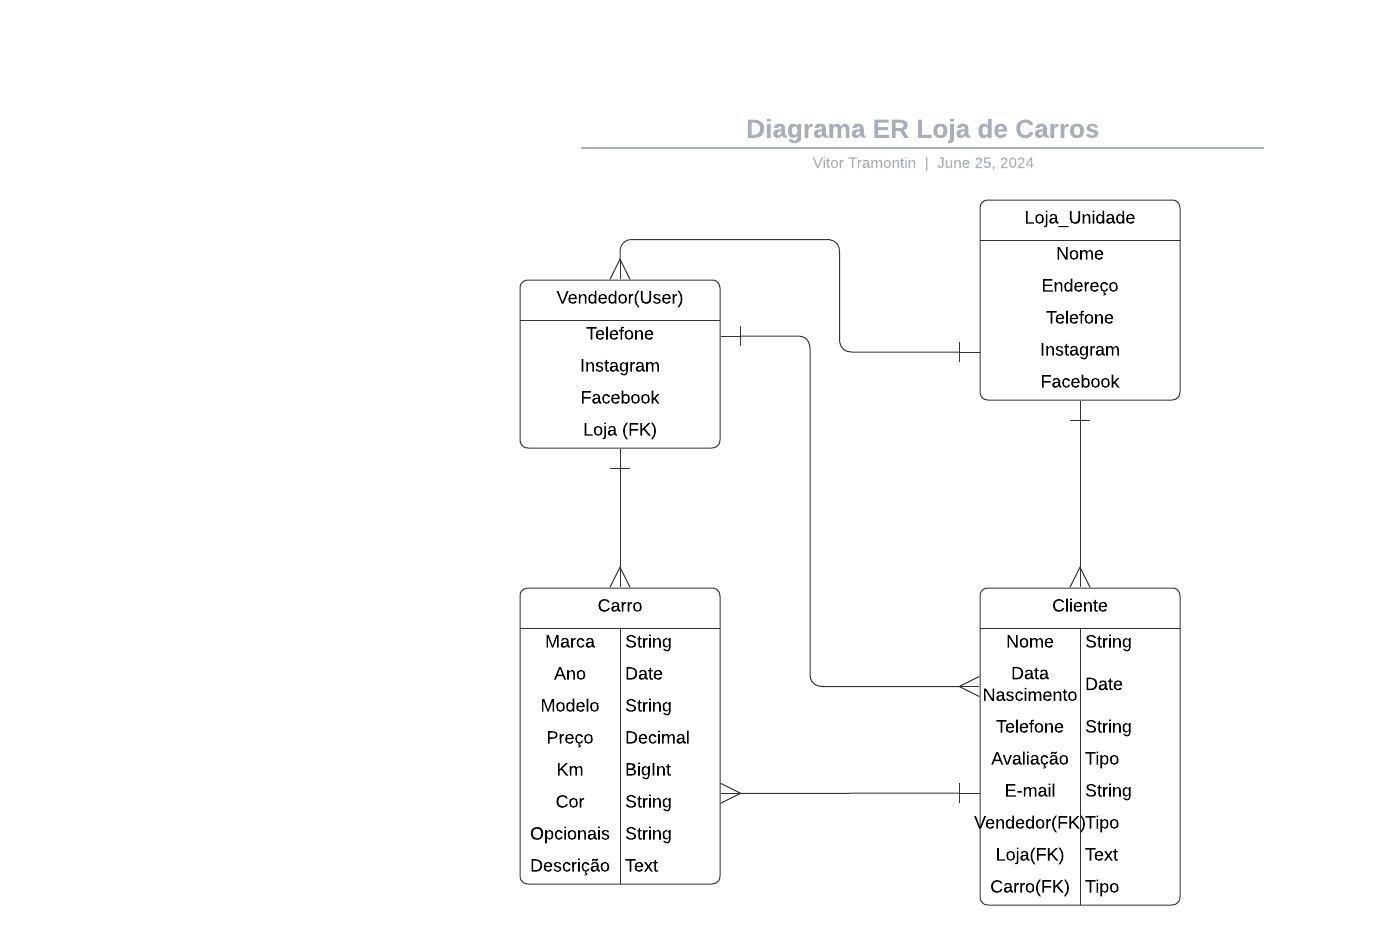 Diagrama ER Loja de Carros
Vitor Tramontin | June 25, 2024
Loja_Unidade
Nome
Endereço
Telefone
Instagram
Facebook
Vendedor(User)
Telefone
Instagram
Facebook
Loja (FK)
Carro
Marca String
Ano Date
Modelo String
Preço Decimal
Km BigInt
Cor String
Opcionais String
Descrição Text
Cliente
Nome String
Data
Nascimento Date
Telefone String
Avaliação Tipo
E-mail String
Vendedor(FK) Tipo
Loja(FK) Text
Carro(FK) Tipo